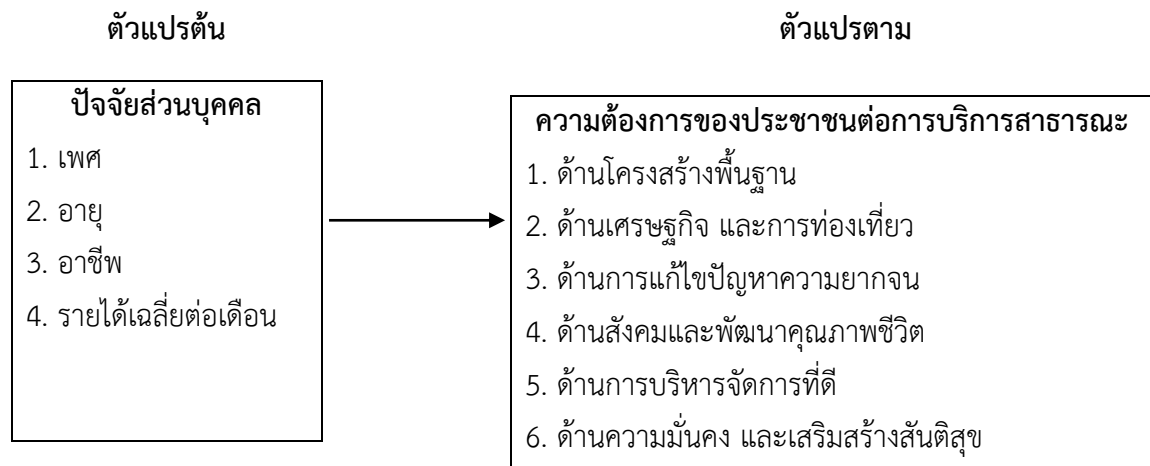 ตัวแปรต้น
ตัวแปรตาม
ปัจจัยส่วนบุคคล
1. เพศ
2. อายุ
3. อาชีพ
4. รายได้เฉลี่ยต่อเดือน
ความต้องการของประชาชนต่อการบริการสาธารณะ
1. ด้านโครงสร้างพื้นฐาน
2. ด้านเศรษฐกิจ และการท่องเที่ยว
3. ด้านการแก้ไขปัญหาความยากจน
4. ด้านสังคมและพัฒนาคุณภาพชีวิต
5. ด้านการบริหารจัดการที่ดี
6. ด้านความมั่นคง และเสริมสร้างสันติสุข